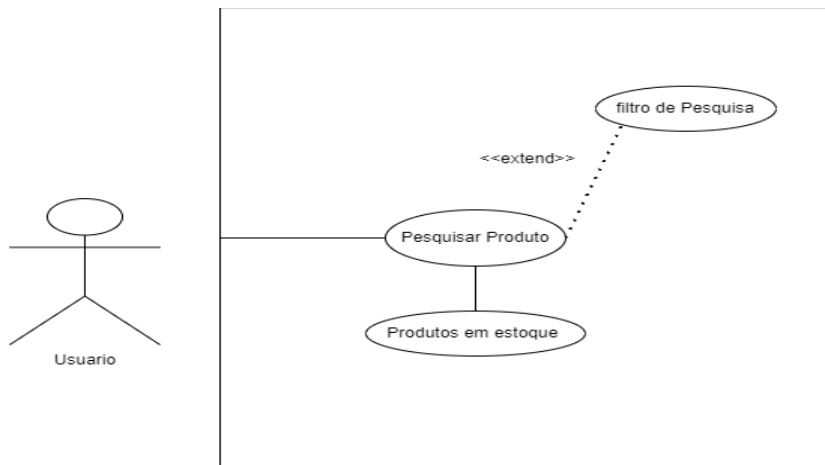 filtro de Pesquisa
<<extend>>
Pesquisar Produto
Produtos em estoque
Usuario